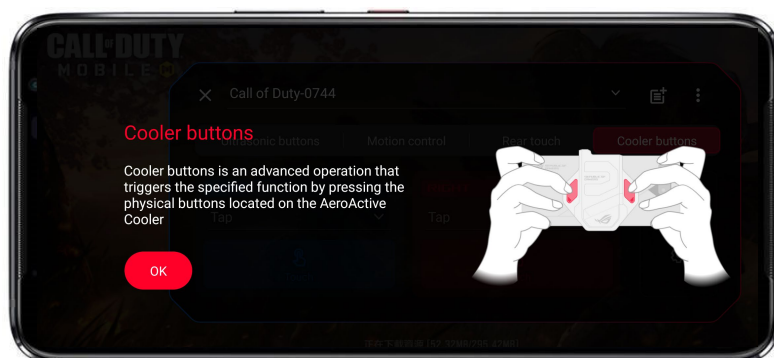 CALL OF DUTY
MOBILE
Call of Duty-0744
Cooler buttons
Ultrasonic buttons
Motion control
Rear touch
Cooler buttons
Cooler buttons is an advanced operation that
triggers the specified function by pressing the
physical buttons located on the AeroActive
Cooler
Tap
Tap
OK